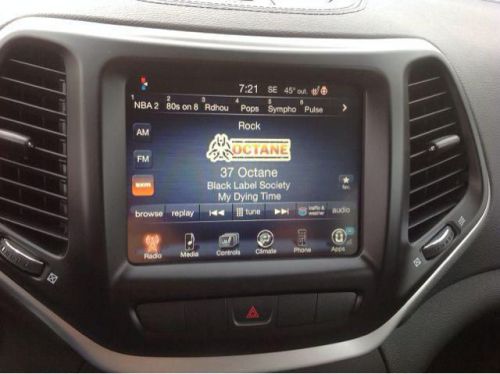 7:21 SE 45° out.
1 NBA 2 2 80s on 8 3 Rdhou 4 Pops 5 Sympho 6 Pulse
Rock
AM
OCTANE
FM
37 Octane
Black Label Society
fav
My Dying Time
browse replay tune traffic & weather audio
Radio Media Controls Climate Phone Apps